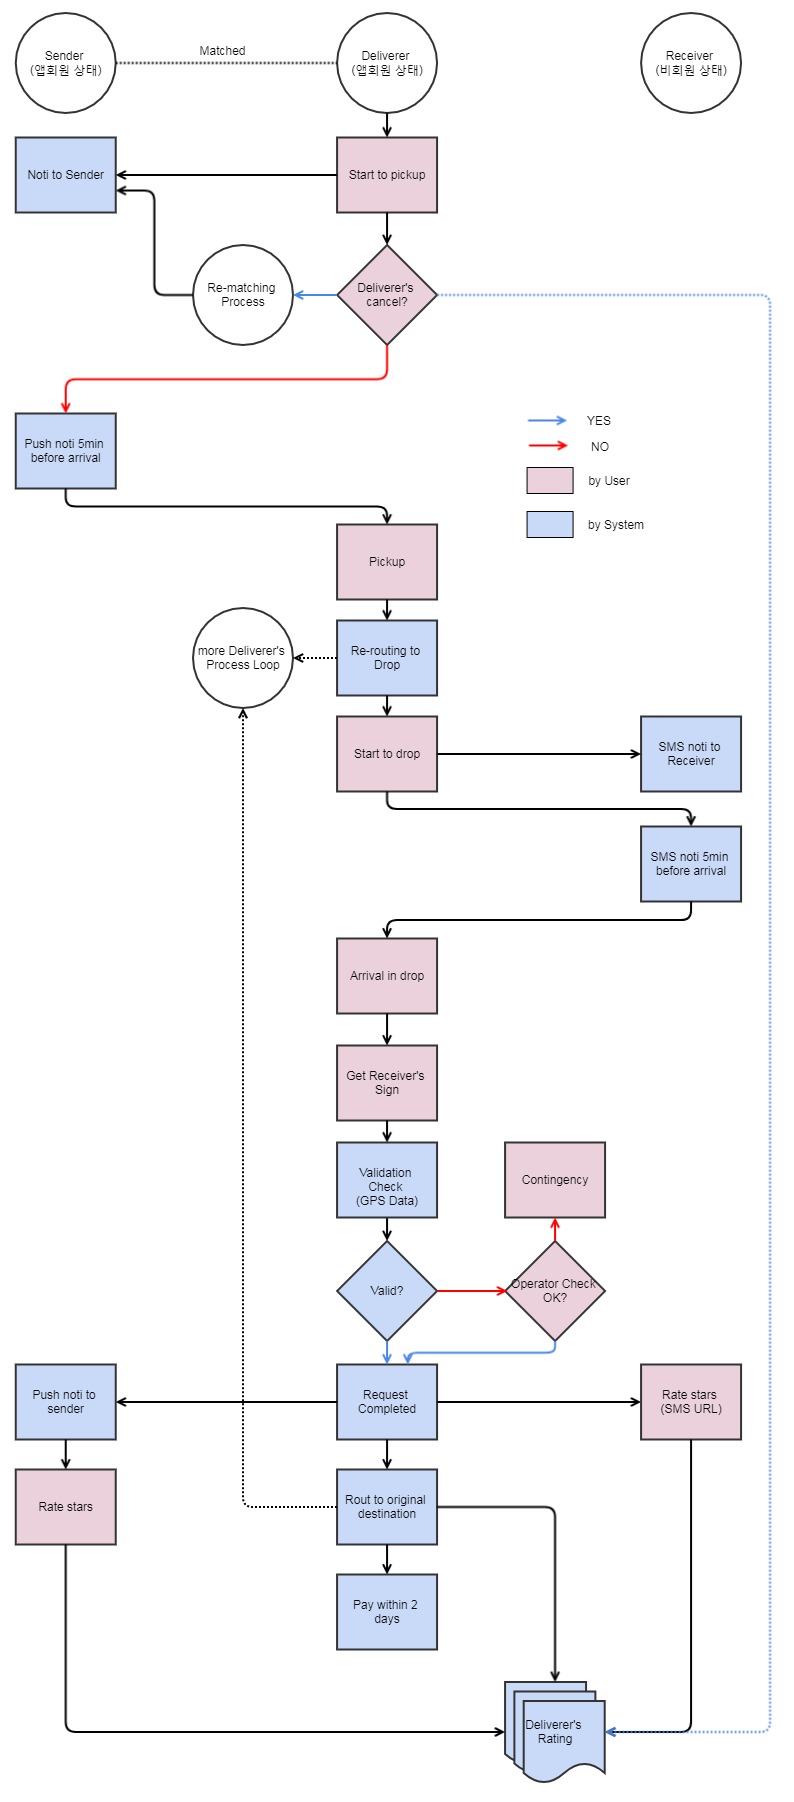 Sender
(앱회원 상태)
Matched
Deliverer
(앱회원 상태)
Receiver
(비회원 상태)
Noti to Sender
Start to pickup
Re-matching
Process
Deliverer's
cancel?
Push noti 5min
before arrival
YES
NO
by User
by System
Pickup
more Deliverer's
Process Loop
Re-routing to
Drop
Start to drop
SMS noti to
Receiver
SMS noti 5min
before arrival
Arrival in drop
Get Receiver's
Sign
Validation
Check
(GPS Data)
Contingency
Valid?
Operator Check
OK?
Push noti to
sender
Request
Completed
Rate stars
(SMS URL)
Rate stars
Rout to original
destination
Pay within 2
days
Deliverer's
Rating